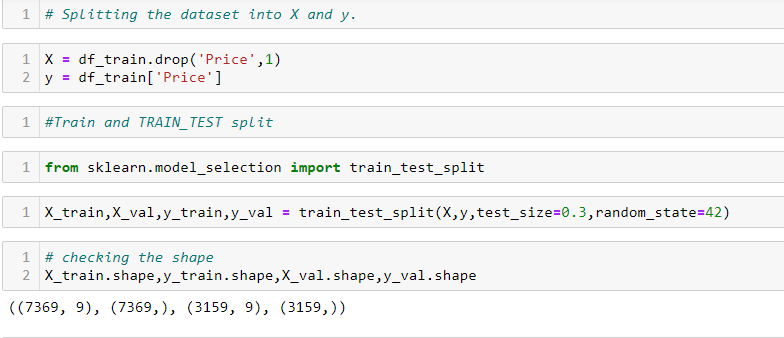 1 # Splitting the dataset into X and y.
1 X = df_train.drop('Price',1)
2 y = df_train['Price']
1 #Train and TRAIN_TEST split
1 from sklearn.model_selection import train_test_split
1 X_train,X_val,y_train,y_val = train_test_split(X,y,test_size=0.3,random_state=42)
1 # checking the shape
2 X_train.shape,y_train.shape,X_val.shape,y_val.shape
((7369, 9), (7369,), (3159, 9), (3159,))